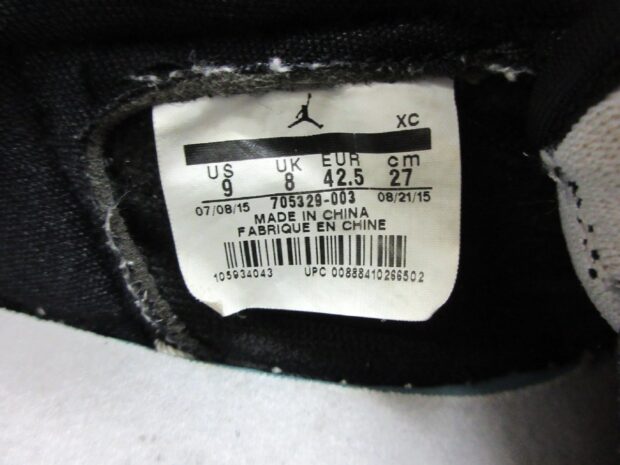 XC
US UK EUR cm
9 8 42.5 27
07/08/15 705329-003 08/21/15
MADE IN CHINA
FABRIQUE EN CHINE
105934043 UPC 00888410266502